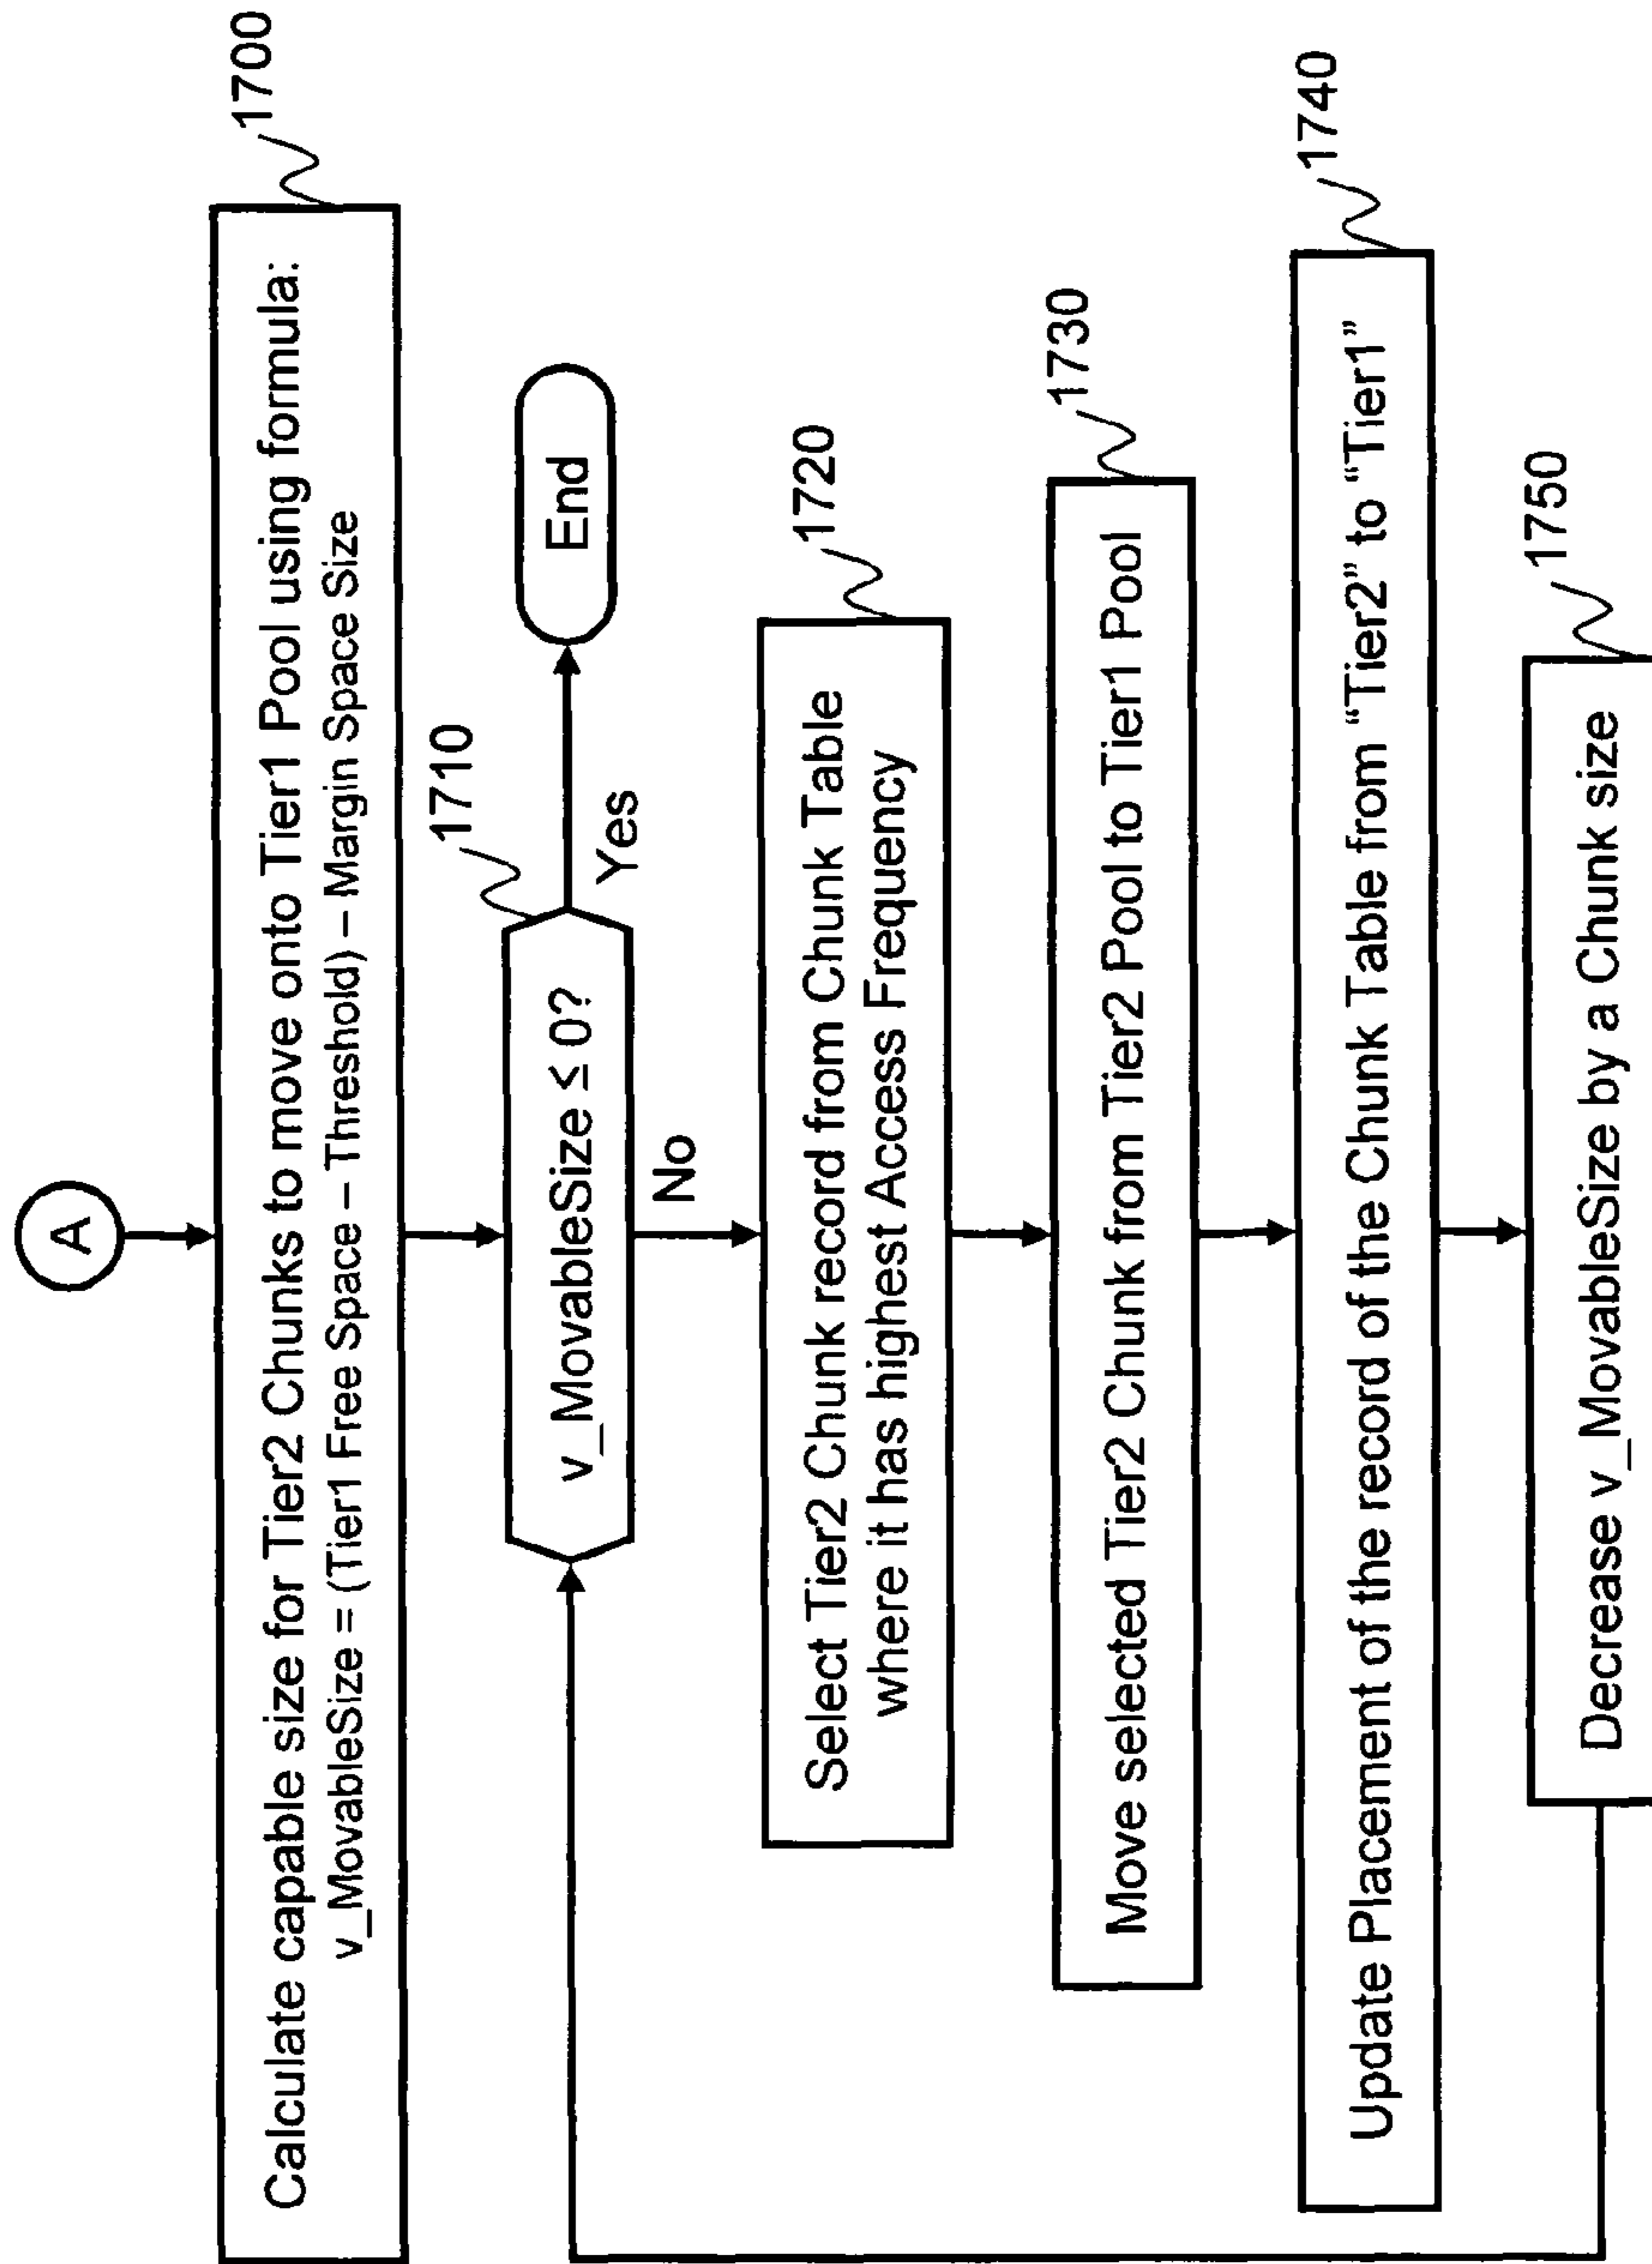 A
1700
Calculate capable size for Tier2 Chunks to move onto Tier1 Pool using formula:
v_MovableSize = (Tier1 Free Space – Threshold) – Margin Space Size
1710
v_MovableSize ≤ 0?
Yes
End
No
1720
Select Tier2 Chunk record from Chunk Table
where it has highest Access Frequency
1730
Move selected Tier2 Chunk from Tier2 Pool to Tier1 Pool
1740
Update Placement of the record of the Chunk Table from “Tier2” to “Tier1”
1750
Decrease v_MovableSize by a Chunk size